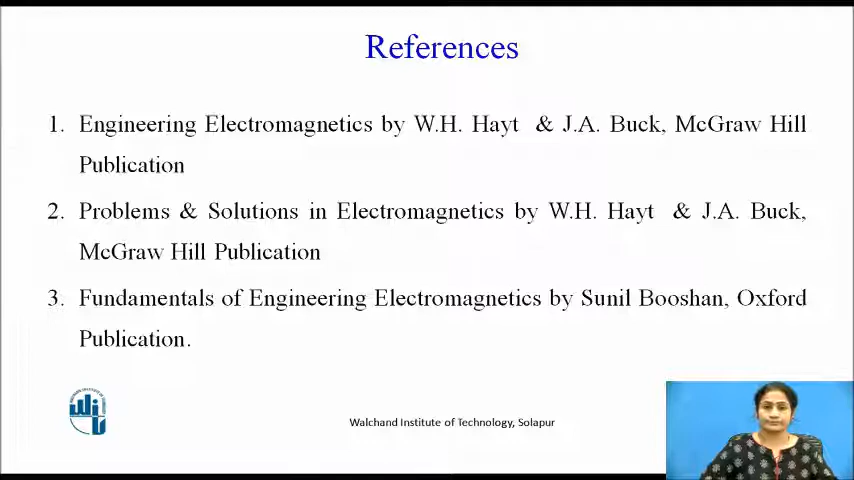 References
1. Engineering Electromagnetics by W.H. Hayt & J.A. Buck, McGraw Hill
Publication
2. Problems & Solutions in Electromagnetics by W.H. Hayt & J.A. Buck,
McGraw Hill Publication
3. Fundamentals of Engineering Electromagnetics by Sunil Booshan, Oxford
Publication.
Walchand Institute of Technology, Solapur